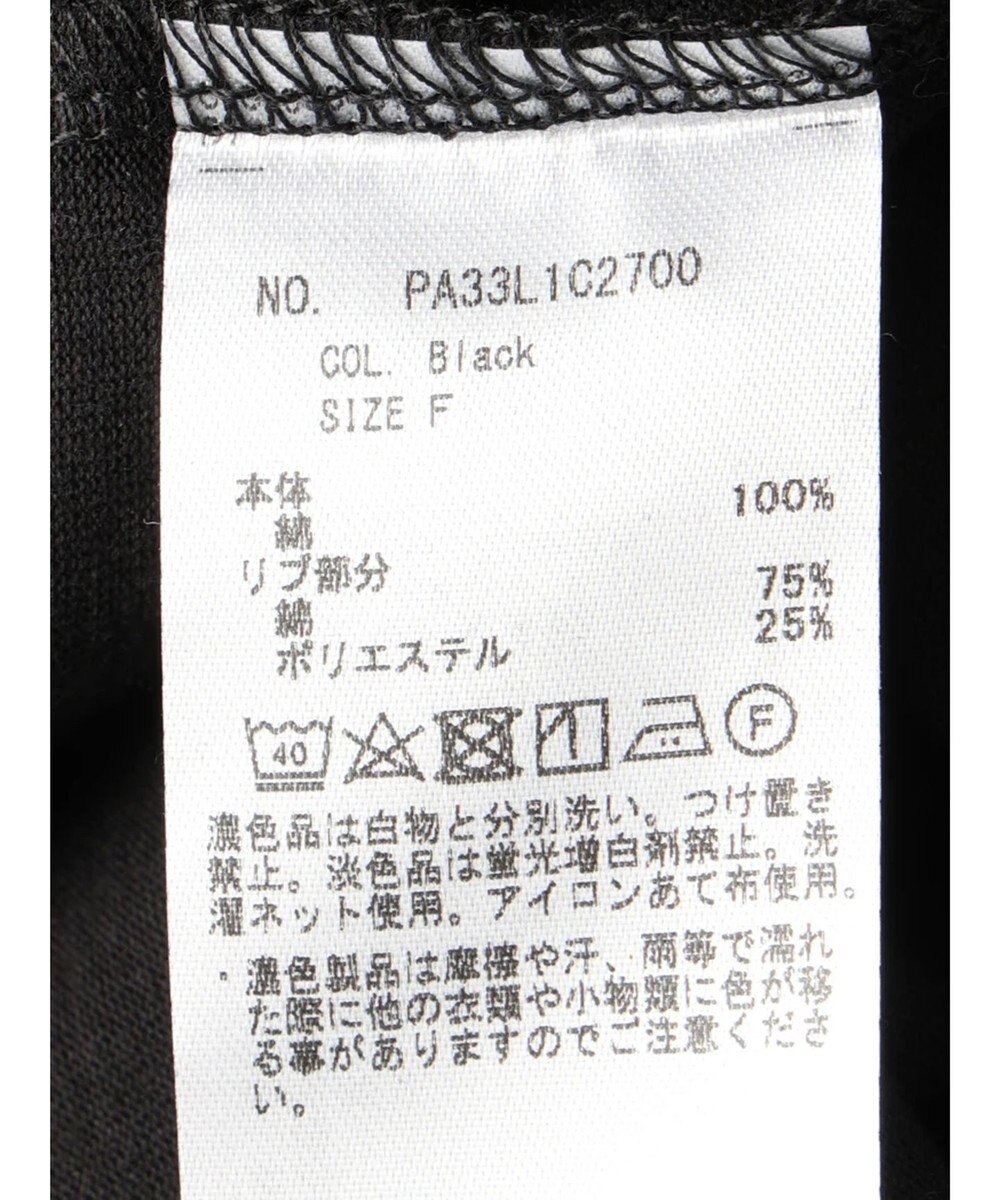 NO. PA33L1C2700
COL. Black
SIZE F
本体
綿 100%
リブ部分
綿 75%
ポリエステル 25%
40 F
濃色品は白物と分別洗い。つけ置き
禁止。淡色品は蛍光増白剤禁止。洗
濯ネット使用。アイロンあて布使用。
・濃色製品は摩擦や汗、雨等で濡れ
た際に他の衣類や小物類に色が移
る事がありますのでご注意くださ
い。